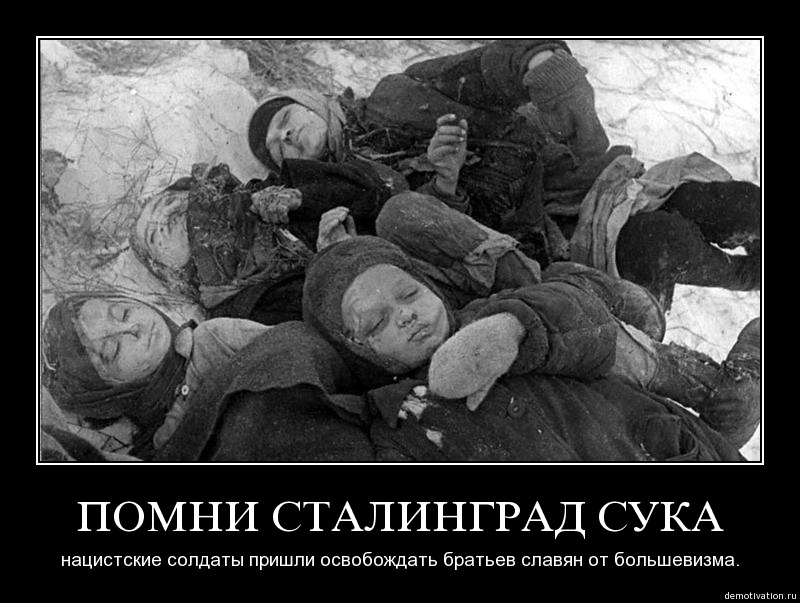 ПОМНИ СТАЛИНГРАД СУКА
нацистские солдаты пришли освобождать братьев славян от большевизма.
demotivation.ru